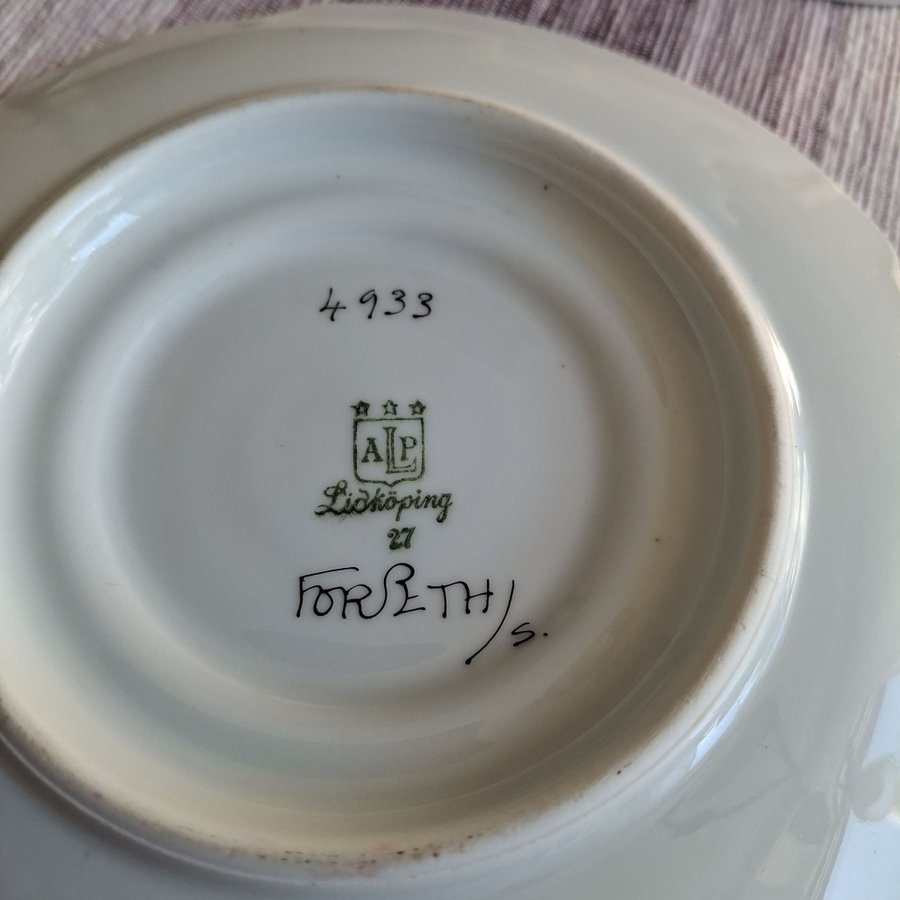 4933
ALP
Lidköping
27
FORSETH/s.